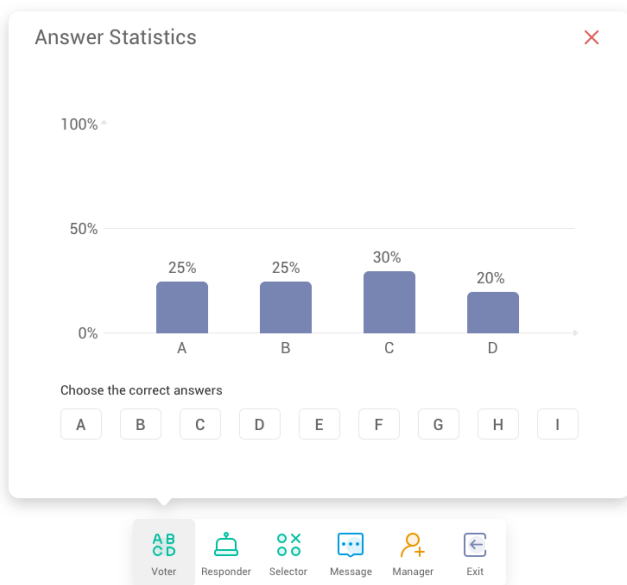 Answer Statistics
100%
50%
30%
25% 25%
20%
0%
A B C D
Choose the correct answers
A B C D E F G H I
A B
C D
Voter Responder Selector Message Manager Exit